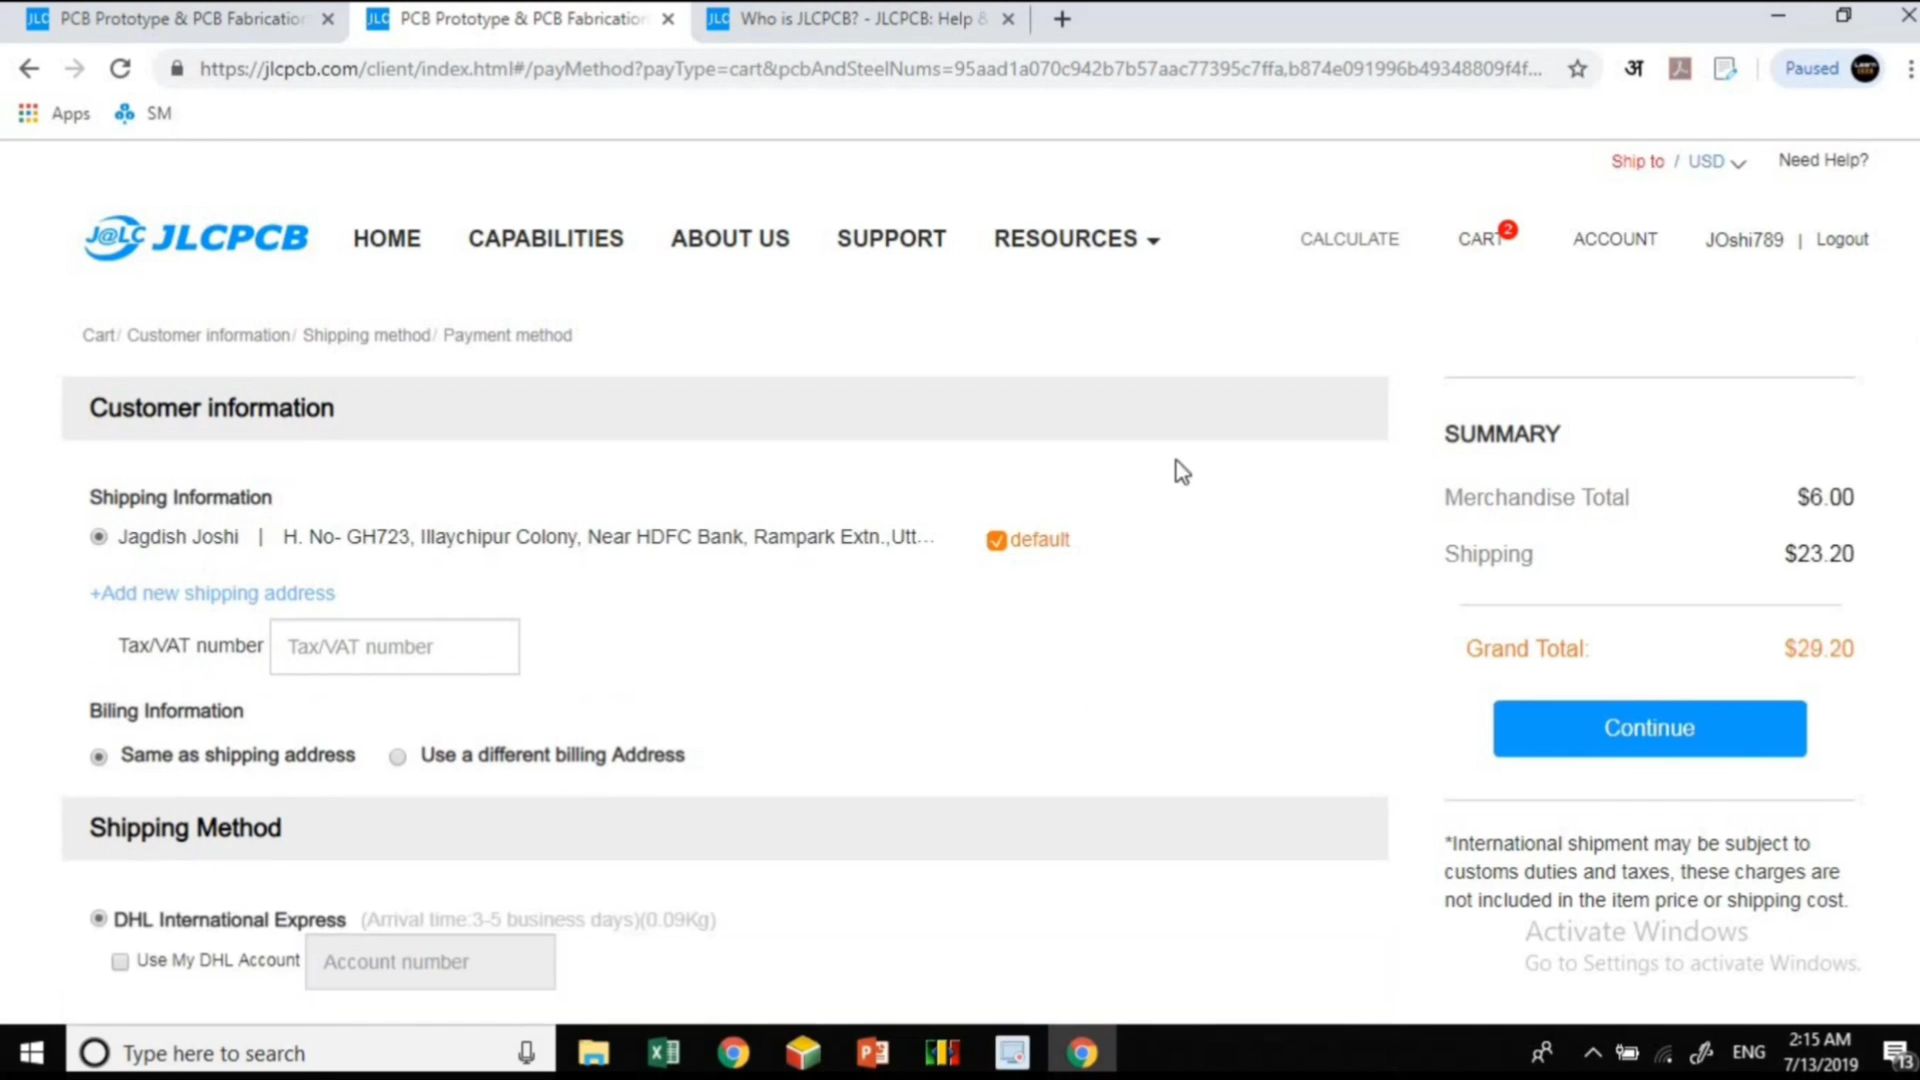 PCB Prototype & PCB Fabrication
PCB Prototype & PCB Fabrication
Who is JLCPCB? - JLCPCB: Help &
https://jlcpcb.com/client/index.html#/payMethod?payType=cart&pcbAndSteelNums=95aad1a070c942b7b57aac77395c7ffa,b874e091996b49348809f4f...
अ
Paused
Apps
SM
Ship to / USD
Need Help?
J@LC JLCPCB
HOME
CAPABILITIES
ABOUT US
SUPPORT
RESOURCES
CALCULATE
CART 2
ACCOUNT
JOshi789 | Logout
Cart/ Customer information/ Shipping method/ Payment method
Customer information
Shipping Information
Jagdish Joshi | H. No- GH723, Illaychipur Colony, Near HDFC Bank, Rampark Extn.,Utt...
default
+Add new shipping address
Tax/VAT number
Tax/VAT number
Biling Information
Same as shipping address
Use a different billing Address
Shipping Method
DHL International Express (Arrival time:3-5 business days)(0.09Kg)
Use My DHL Account
Account number
SUMMARY
Merchandise Total $6.00
Shipping $23.20
Grand Total: $29.20
Continue
*International shipment may be subject to
customs duties and taxes, these charges are
not included in the item price or shipping cost.
Activate Windows
Go to Settings to activate Windows.
Type here to search
ENG
2:15 AM
7/13/2019
13